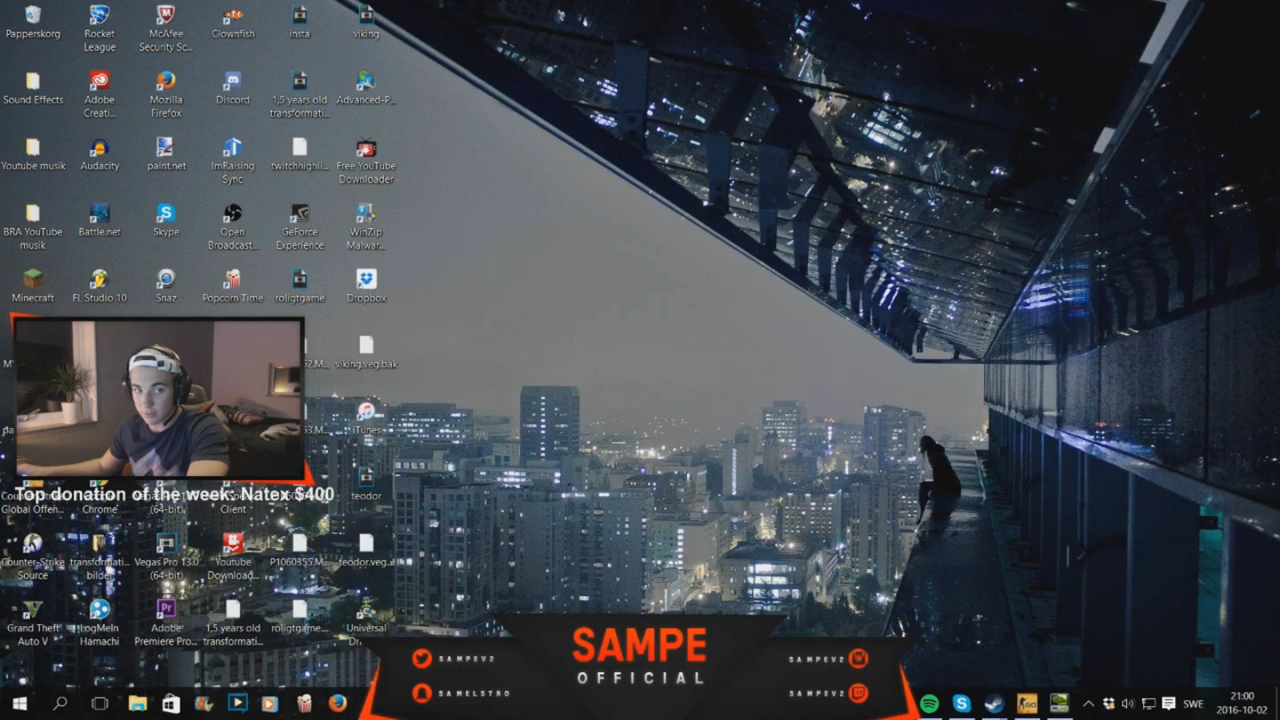 Papperskorg
Rocket League
McAfee Security Sc...
Clownfish
insta
viking
Sound Effects
Adobe Creati...
Mozilla Firefox
Discord
1,5 years old transformati...
Advanced-P...
Youtube musik
Audacity
paint.net
ImRaising Sync
twitchhighli...
Free YouTube Downloader
BRA YouTube musik
Battle.net
Skype
Open Broadcast...
GeForce Experience
WinZip Malwar...
Minecraft
FL Studio 10
Snaz
Popcorn Time
roligtgame
Dropbox
viking.veg.bak
iTunes
Top donation of the week: Natex $400
Global Offen...
Chrome
(64-bit)
Client
teodor
Counter-Strike Source
transformati... bilder
Vegas Pro 13.0 (64-bit)
Youtube Download...
P1060355.M...
teodor.veg...
Grand Theft Auto V
LogMeIn Hamachi
Adobe Premiere Pro...
1,5 years old transformati...
roligtgame...
Universal
SAMPEV2
SAMELSTRO
SAMPE
OFFICIAL
SAMPEV2
SAMPEV2
SWE
21:00
2016-10-02